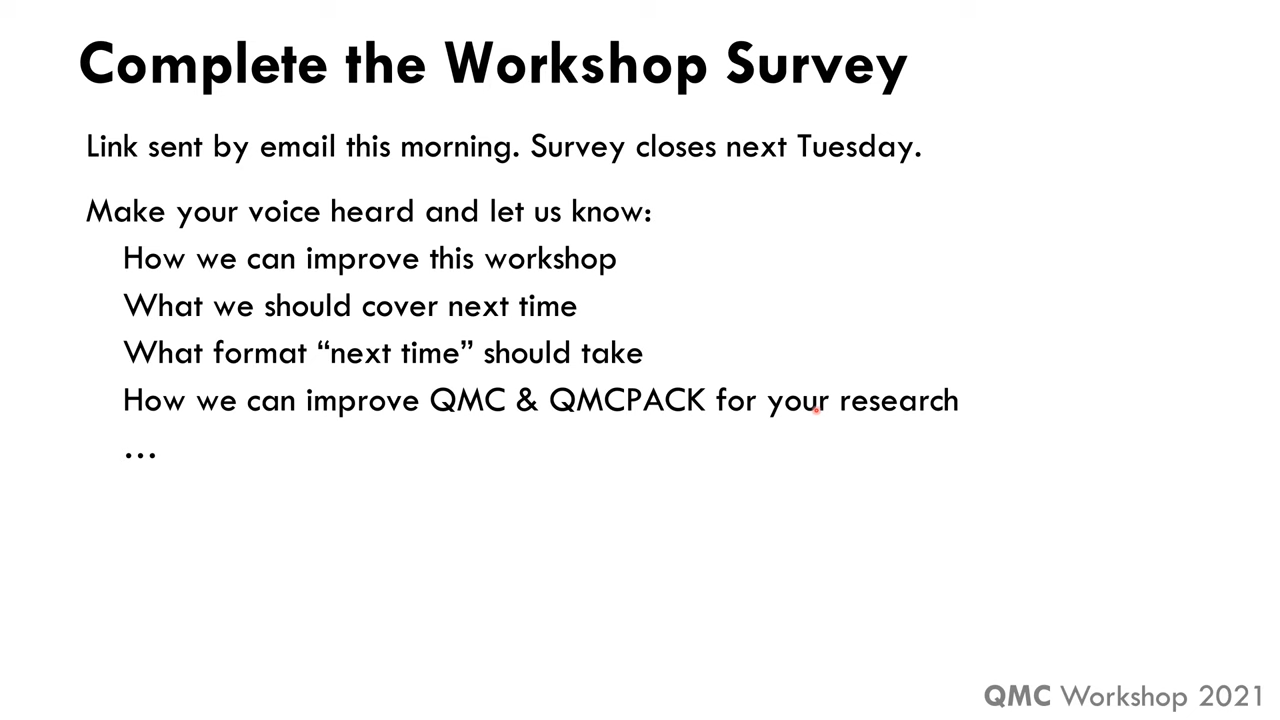 Complete the Workshop Survey
Link sent by email this morning. Survey closes next Tuesday.
Make your voice heard and let us know:
How we can improve this workshop
What we should cover next time
What format “next time” should take
How we can improve QMC & QMCPACK for your research
…
QMC Workshop 2021